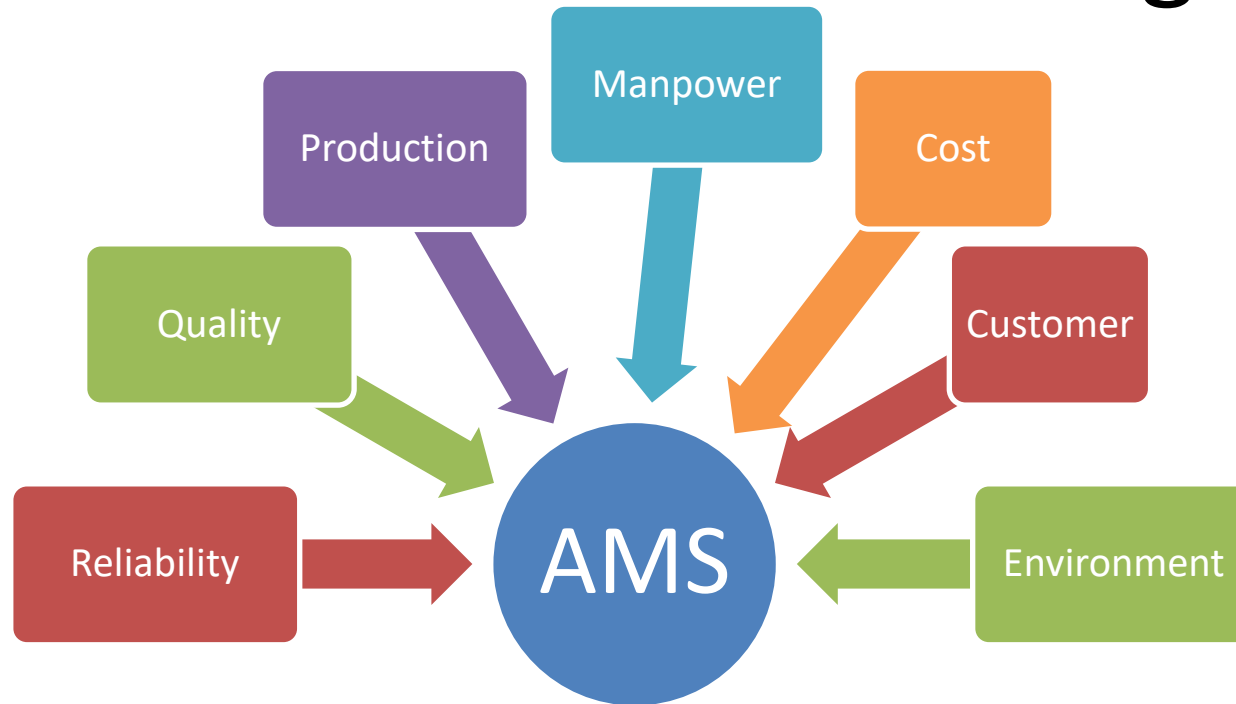 Manpower
Production
Cost
Quality
Customer
Reliability
AMS
Environment